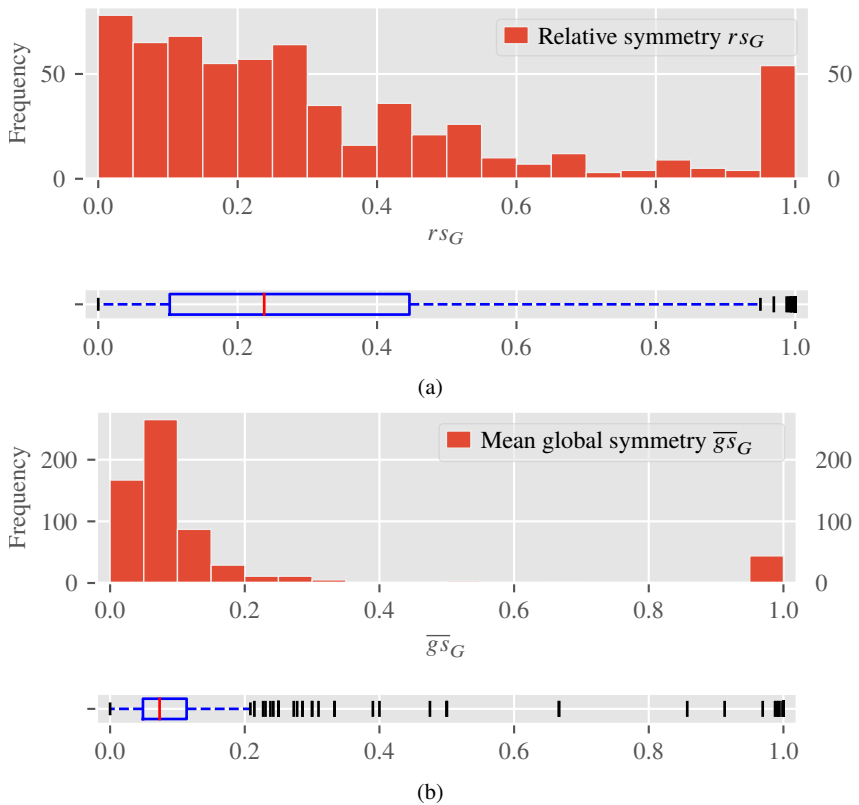 Relative symmetry rs_G
Frequency
50 50
0 0
0.0 0.2 0.4 0.6 0.8 1.0
rs_G
0.0 0.2 0.4 0.6 0.8 1.0
(a)
Mean global symmetry \overline{gs}_G
Frequency
200 200
100 100
0 0
0.0 0.2 0.4 0.6 0.8 1.0
\overline{gs}_G
0.0 0.2 0.4 0.6 0.8 1.0
(b)